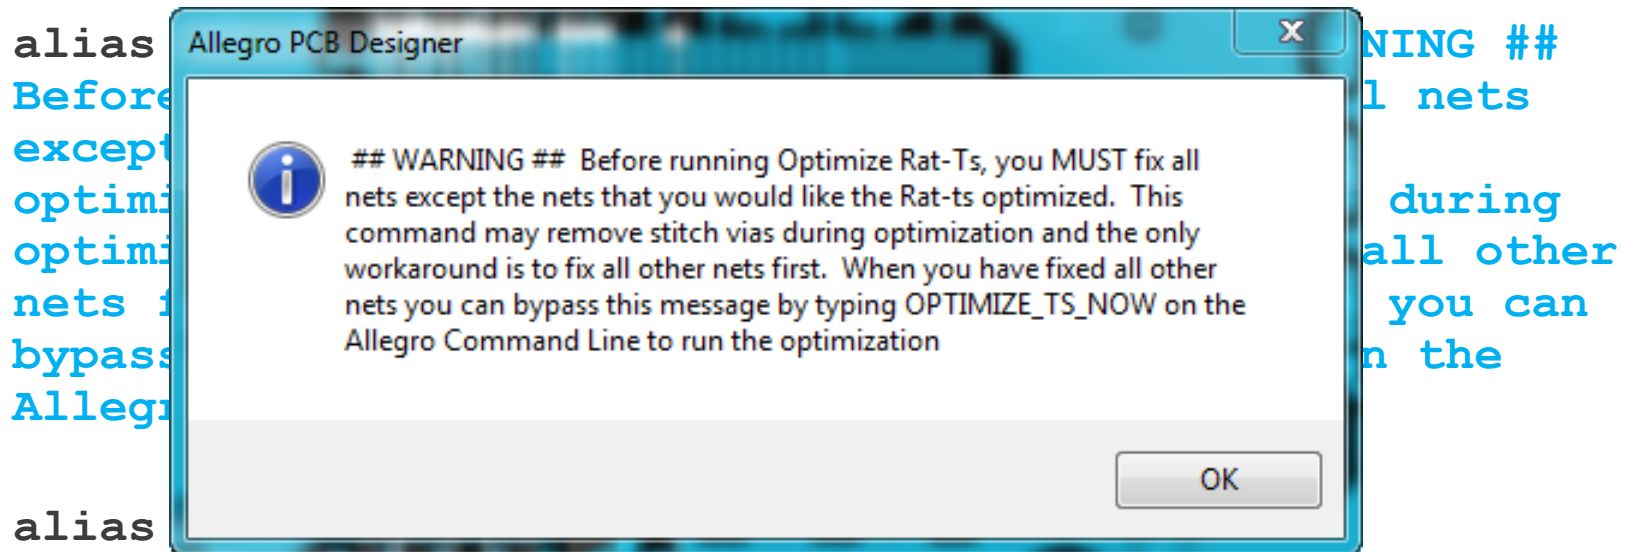 alias
Allegro PCB Designer
NING ##
Before
l nets
except
## WARNING ##  Before running Optimize Rat-Ts, you MUST fix all
nets except the nets that you would like the Rat-ts optimized.  This
command may remove stitch vias during optimization and the only
workaround is to fix all other nets first.  When you have fixed all other
nets you can bypass this message by typing OPTIMIZE_TS_NOW on the
Allegro Command Line to run the optimization
optimi
during
optimi
all other
nets f
you can
bypass
n the
Allegr
OK
alias